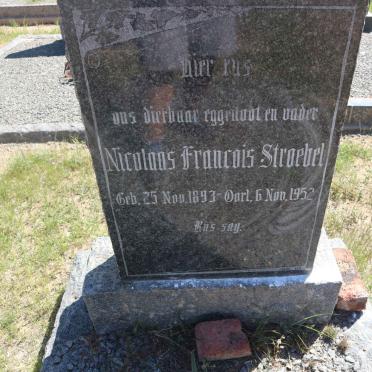 Hier rus
ons dierbaar eggenoot en vader
Nicolaas Francois Stroebel
Geb. 25 Nov. 1893 - Oorl. 6 Nov. 1952
Rus sag.